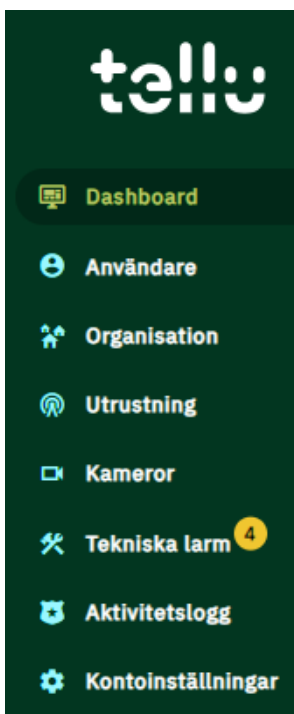 tellu
Dashboard
Användare
Organisation
Utrustning
Kameror
Tekniska larm 4
Aktivitetslogg
Kontoinställningar